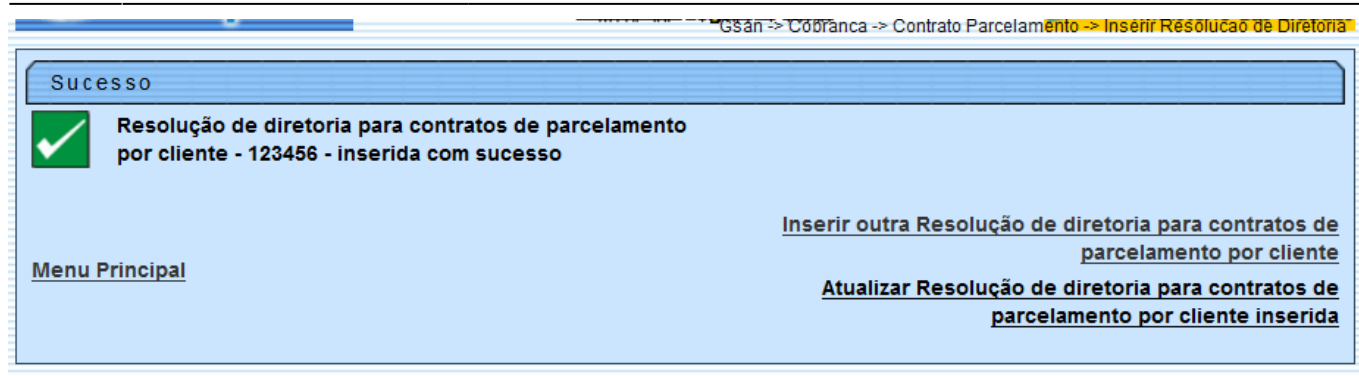 Gsan -> Cobranca -> Contrato Parcelamento -> Inserir Resolucao de Diretoria
Sucesso
Resolução de diretoria para contratos de parcelamento
por cliente - 123456 - inserida com sucesso
Inserir outra Resolução de diretoria para contratos de
parcelamento por cliente
Menu Principal
Atualizar Resolução de diretoria para contratos de
parcelamento por cliente inserida